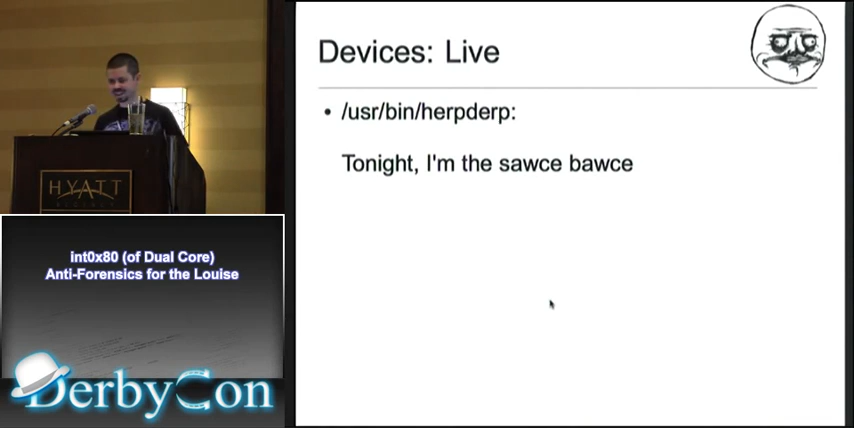 Devices: Live
• /usr/bin/herpderp:
Tonight, I'm the sawce bawce
HYATT
REGENCY
int0x80 (of Dual Core)
Anti-Forensics for the Louise
DerbyCon